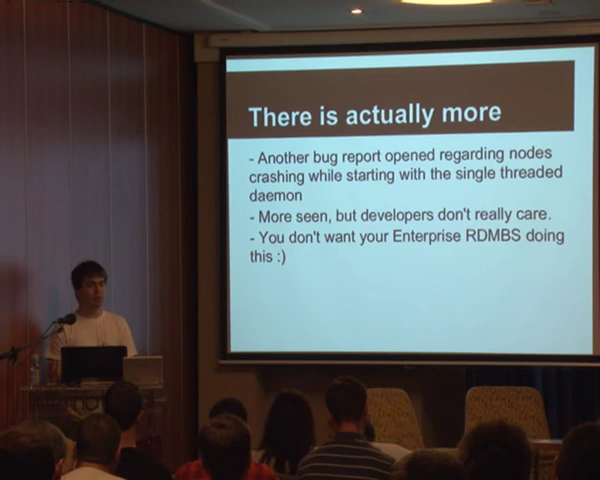 There is actually more
- Another bug report opened regarding nodes
crashing while starting with the single threaded
daemon
- More seen, but developers don't really care.
- You don't want your Enterprise RDMBS doing
this :)